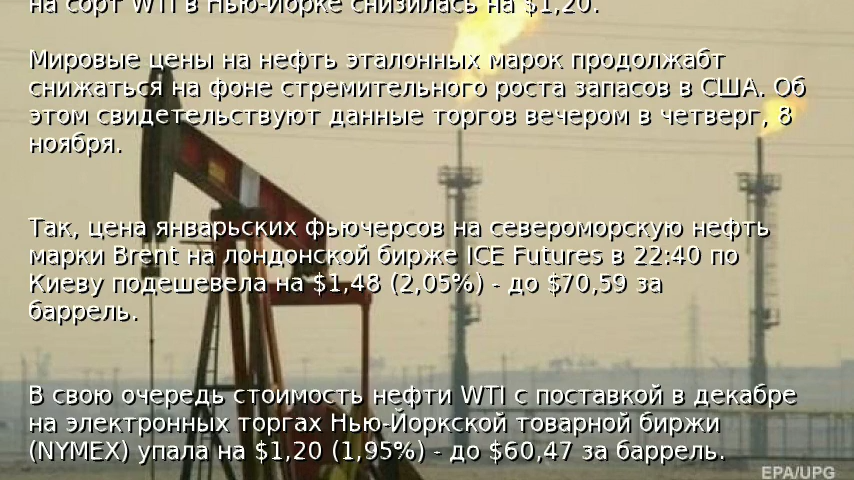 на сорт WTI в Нью-Йорке снизилась на $1,20.
Мировые цены на нефть эталонных марок продолжабт
снижаться на фоне стремительного роста запасов в США. Об
этом свидетельствуют данные торгов вечером в четверг, 8
ноября.
Так, цена январьских фьючерсов на североморскую нефть
марки Brent на лондонской бирже ICE Futures в 22:40 по
Киеву подешевела на $1,48 (2,05%) - до $70,59 за
баррель.
В свою очередь стоимость нефти WTI с поставкой в декабре
на электронных торгах Нью-Йоркской товарной биржи
(NYMEX) упала на $1,20 (1,95%) - до $60,47 за баррель.
EPA/UPG